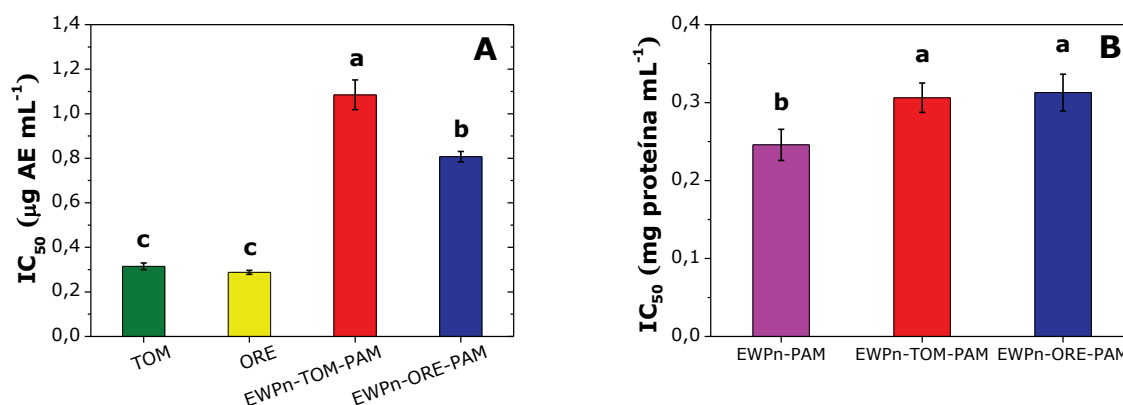 A
IC₅₀ (μg AE mL⁻¹)
1,4
1,2
1,0
0,8
0,6
0,4
0,2
0,0
c
c
a
b
TOM
ORE
EWPn-TOM-PAM
EWPn-ORE-PAM
B
IC₅₀ (mg proteína mL⁻¹)
0,4
0,3
0,2
0,1
0,0
b
a
a
EWPn-PAM
EWPn-TOM-PAM
EWPn-ORE-PAM